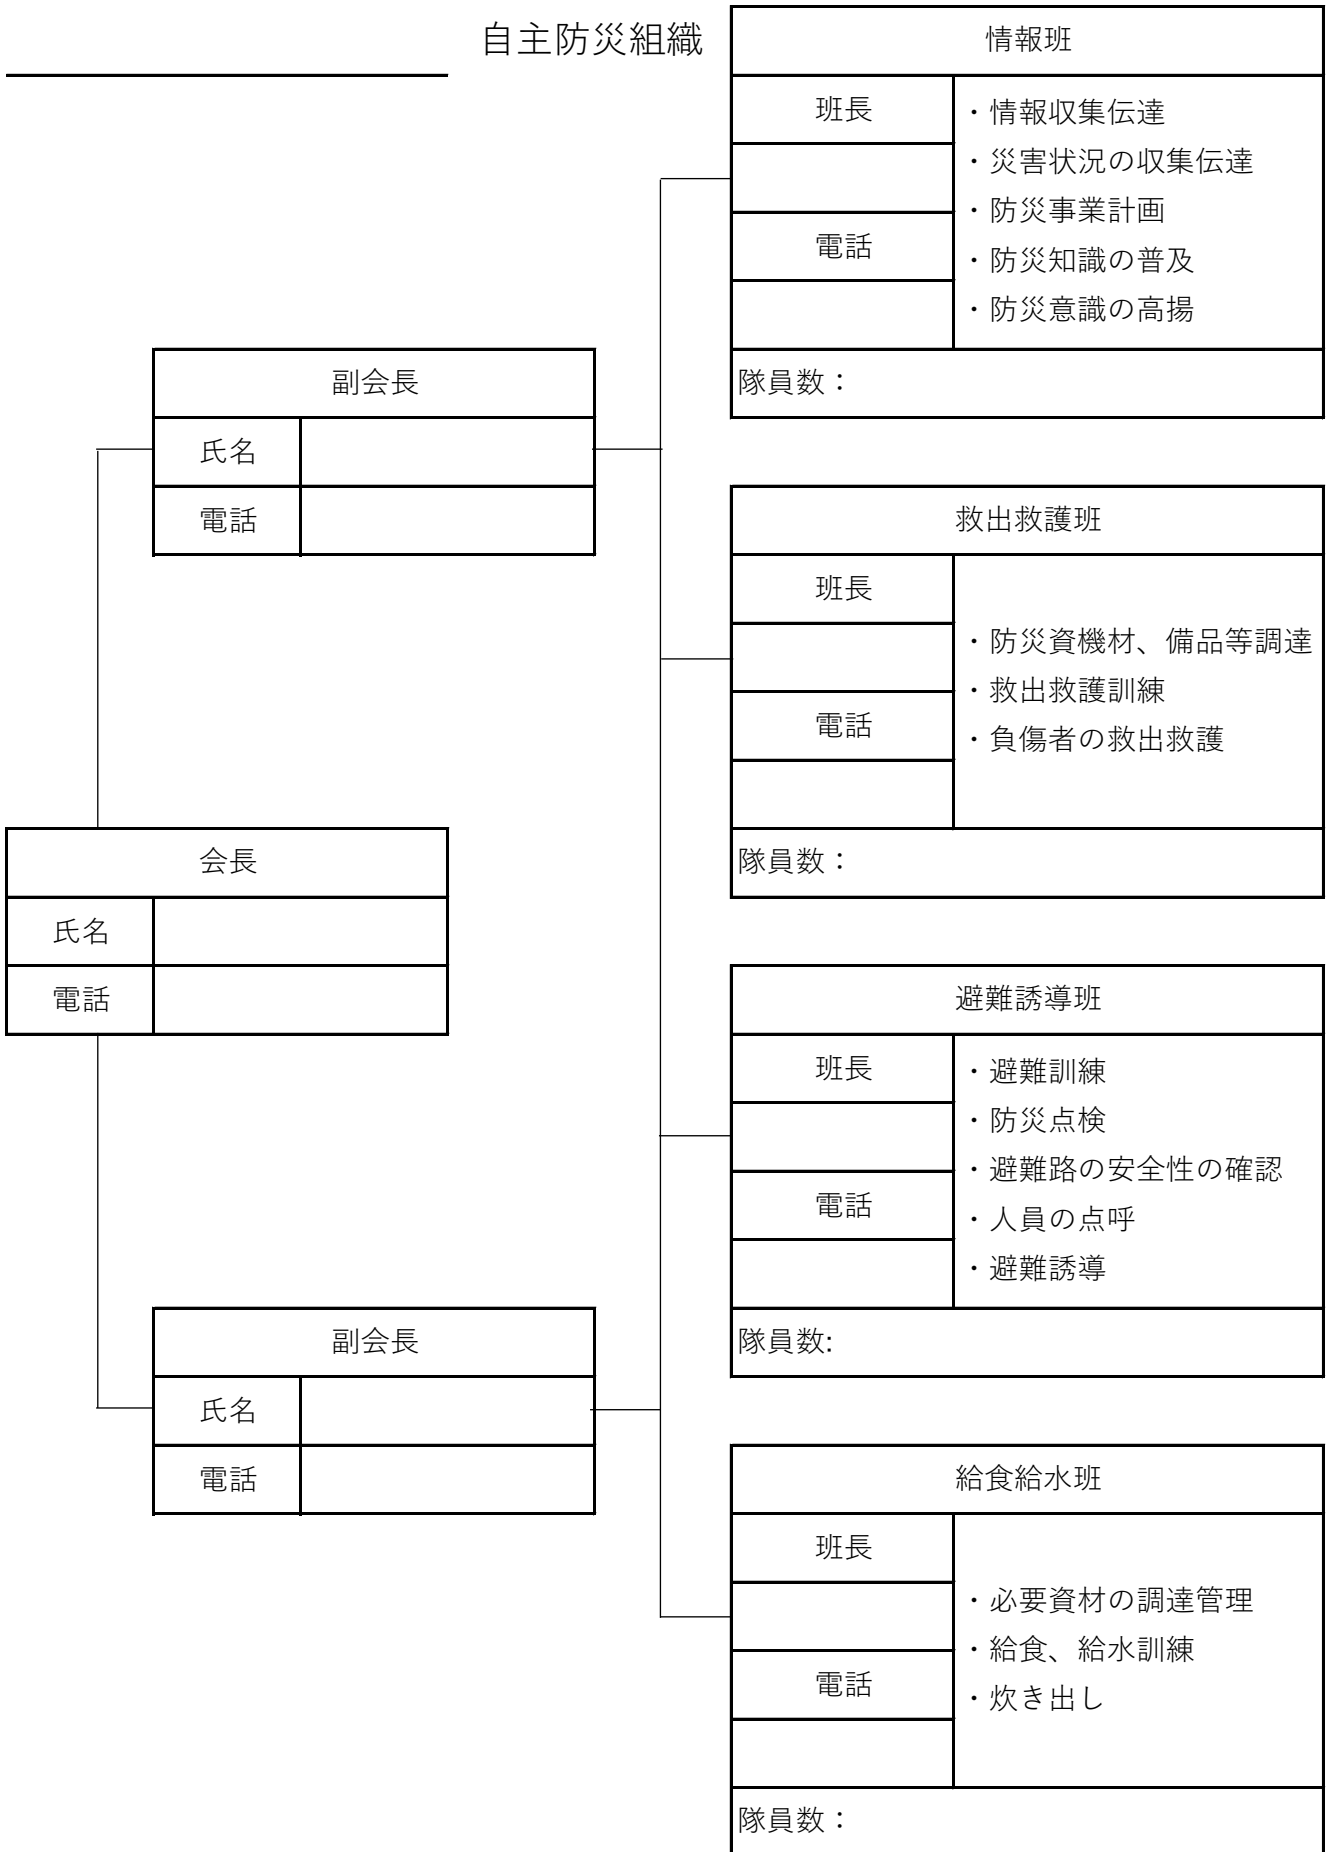 自主防災組織
情報班
班長
電話
・情報収集伝達
・災害状況の収集伝達
・防災事業計画
・防災知識の普及
・防災意識の高揚
隊員数：
副会長
氏名
電話
救出救護班
班長
電話
・防災資機材、備品等調達
・救出救護訓練
・負傷者の救出救護
隊員数：
会長
氏名
電話
避難誘導班
班長
電話
・避難訓練
・防災点検
・避難路の安全性の確認
・人員の点呼
・避難誘導
隊員数:
副会長
氏名
電話
給食給水班
班長
電話
・必要資材の調達管理
・給食、給水訓練
・炊き出し
隊員数：